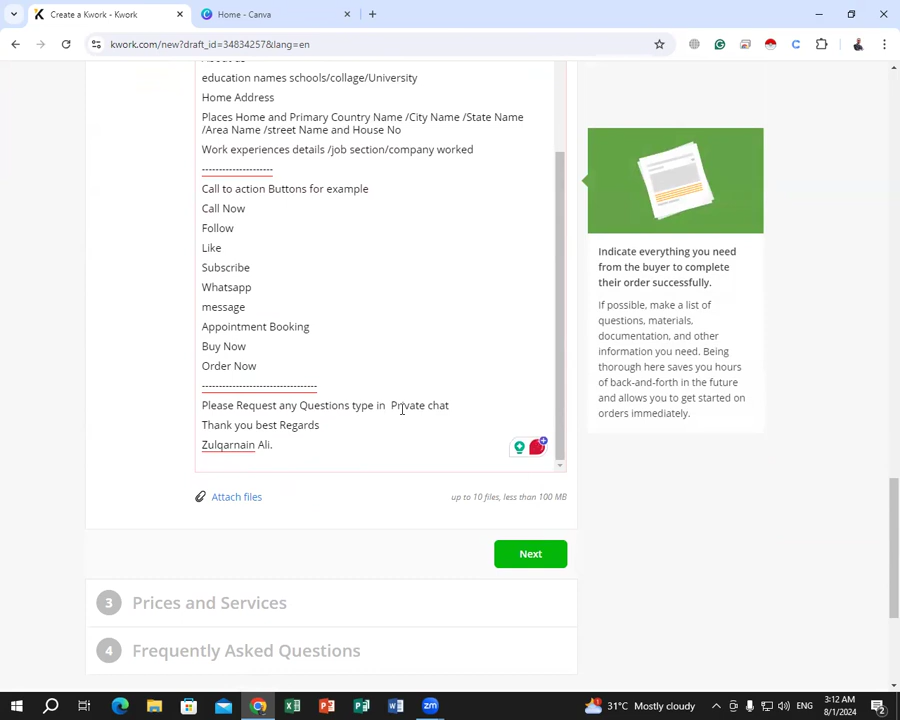 Create a Kwork - Kwork
Home - Canva
kwork.com/new?draft_id=34834257&lang=en
education names schools/collage/University
Home Address
Places Home and Primary Country Name /City Name /State Name
/Area Name /street Name and House No
Work experiences details /job section/company worked
---------------------
Call to action Buttons for example
Call Now
Follow
Like
Subscribe
Whatsapp
message
Appointment Booking
Buy Now
Order Now
---------------------------------
Please Request any Questions type in  Private chat
Thank you best Regards
Zulqarnain Ali.
Attach files
up to 10 files, less than 100 MB
Next
3 Prices and Services
4 Frequently Asked Questions
Indicate everything you need
from the buyer to complete
their order successfully.
If possible, make a list of
questions, materials,
documentation, and other
information you need. Being
thorough here saves you hours
of back-and-forth in the future
and allows you to get started on
orders immediately.
31°C Mostly cloudy
ENG
3:12 AM
8/1/2024
2